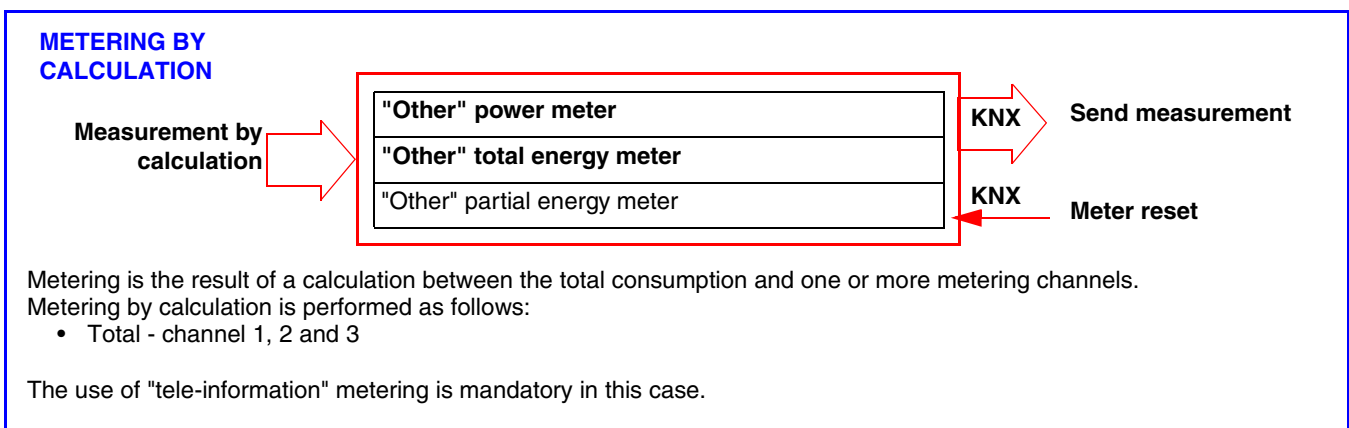 METERING BY
CALCULATION
Measurement by
calculation
"Other" power meter
"Other" total energy meter
"Other" partial energy meter
KNX
Send measurement
KNX
Meter reset
Metering is the result of a calculation between the total consumption and one or more metering channels.
Metering by calculation is performed as follows:
• Total - channel 1, 2 and 3
The use of "tele-information" metering is mandatory in this case.